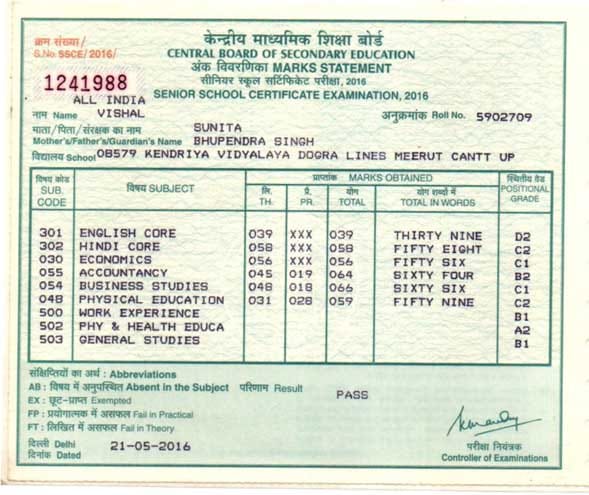 क्रम संख्या/
S.No. SSCE/2016/
1241988
केन्द्रीय माध्यमिक शिक्षा बोर्ड
CENTRAL BOARD OF SECONDARY EDUCATION
अंक विवरणिका MARKS STATEMENT
सीनियर स्कूल सर्टिफिकेट परीक्षा, 2016
SENIOR SCHOOL CERTIFICATE EXAMINATION, 2016
ALL INDIA
नाम Name VISHAL अनुक्रमांक Roll No. 5902709
माता/पिता/संरक्षक का नाम SUNITA
Mother's/Father's/Guardian's Name BHUPENDRA SINGH
विद्यालय School 08579 KENDRIYA VIDYALAYA DOGRA LINES MEERUT CANTT UP
विषय कोड SUB. CODE विषय SUBJECT प्राप्तांक MARKS OBTAINED स्थितीय ग्रेड POSITIONAL GRADE
लि. TH. प्रै. PR. योग TOTAL योग शब्दों में TOTAL IN WORDS
301 ENGLISH CORE 039 XXX 039 THIRTY NINE D2
302 HINDI CORE 058 XXX 058 FIFTY EIGHT C2
030 ECONOMICS 056 XXX 056 FIFTY SIX C1
055 ACCOUNTANCY 045 019 064 SIXTY FOUR B2
054 BUSINESS STUDIES 048 018 066 SIXTY SIX C1
048 PHYSICAL EDUCATION 031 028 059 FIFTY NINE C2
500 WORK EXPERIENCE B1
502 PHY & HEALTH EDUCA A2
503 GENERAL STUDIES B1
संक्षिप्तियों का अर्थ : Abbreviations
AB : विषय में अनुपस्थित Absent in the Subject परिणाम Result PASS
EX : छूट-प्राप्त Exempted
FP : प्रयोगात्मक में असफल Fail in Practical
FT : लिखित में असफल Fail in Theory
दिल्ली Delhi
दिनांक Dated 21-05-2016
परीक्षा नियंत्रक
Controller of Examinations